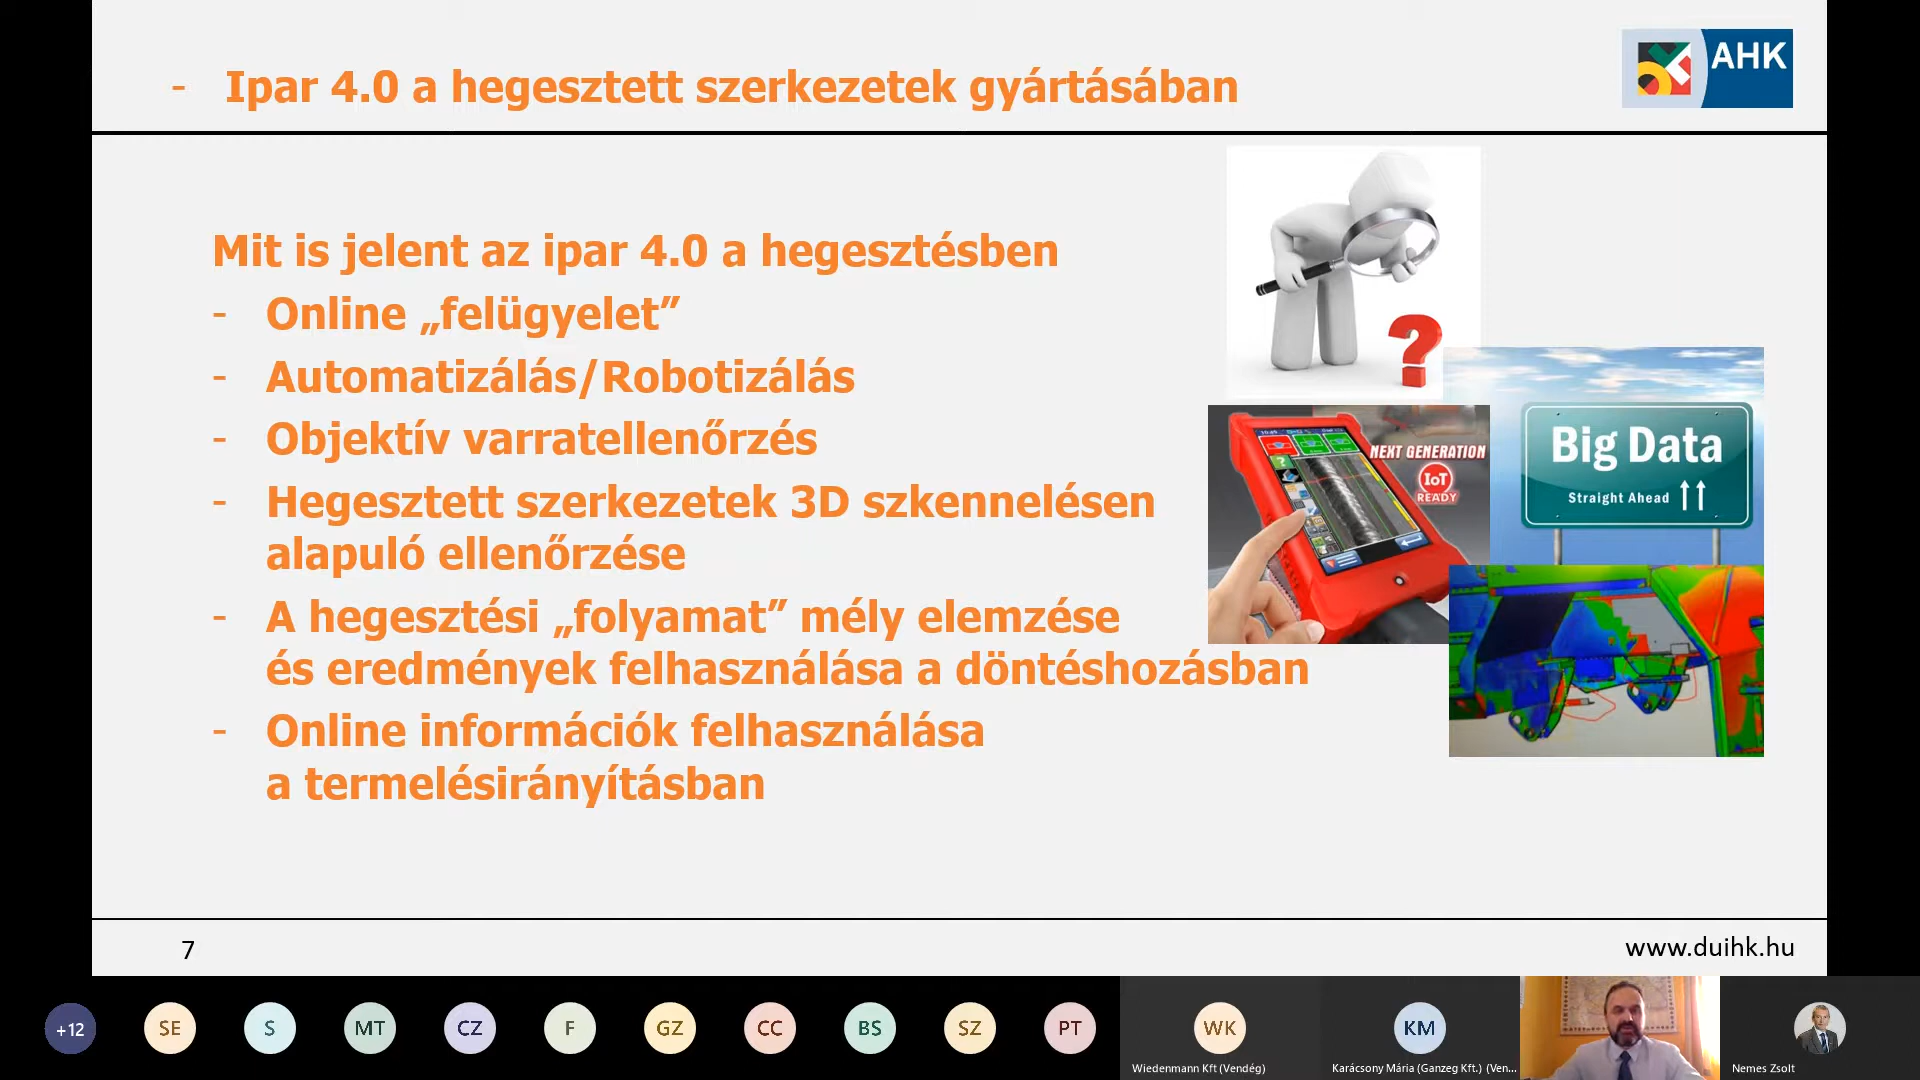 - Ipar 4.0 a hegesztett szerkezetek gyártásában
AHK
Mit is jelent az ipar 4.0 a hegesztésben
- Online „felügyelet”
- Automatizálás/Robotizálás
- Objektív varratellenőrzés
- Hegesztett szerkezetek 3D szkennelésen
alapuló ellenőrzése
- A hegesztési „folyamat” mély elemzése
és eredmények felhasználása a döntéshozásban
- Online információk felhasználása
a termelésirányításban
?
NEXT GENERATION
IoT
READY
Big Data
Straight Ahead
7
www.duihk.hu
+12
SE
S
MT
CZ
F
GZ
CC
BS
SZ
PT
WK
Wiedenmann Kft (Vendég)
KM
Karácsony Mária (Ganzeg Kft.) (Ven...
Nemes Zsolt